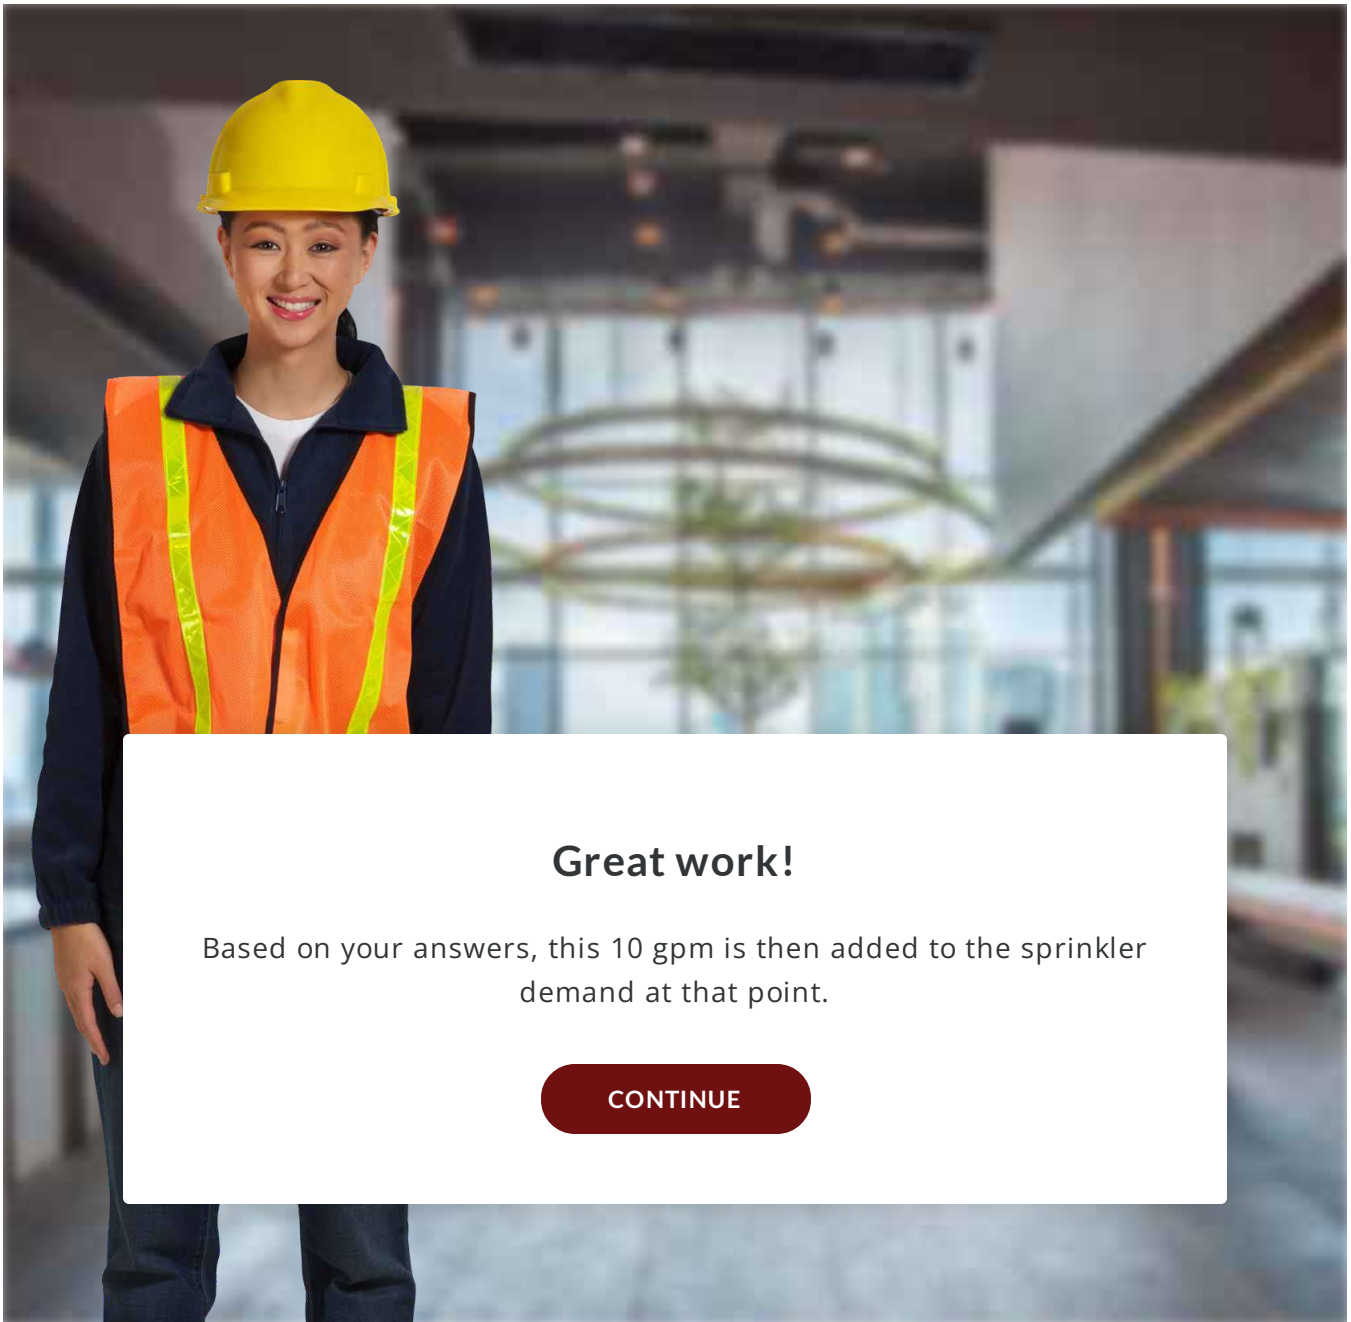 Great work!
Based on your answers, this 10 gpm is then added to the sprinkler
demand at that point.
CONTINUE